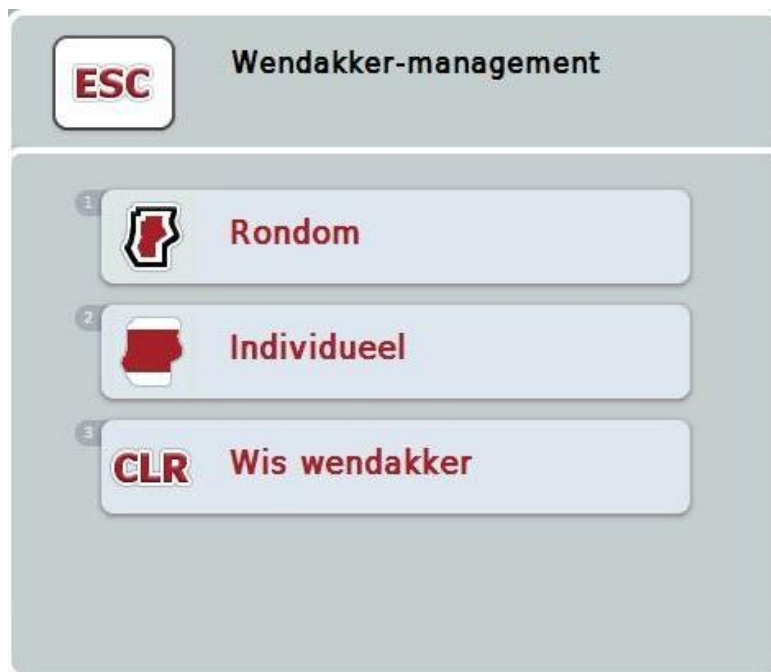 ESC
Wendakker-management
1
Rondom
2
Individueel
3
CLR
Wis wendakker